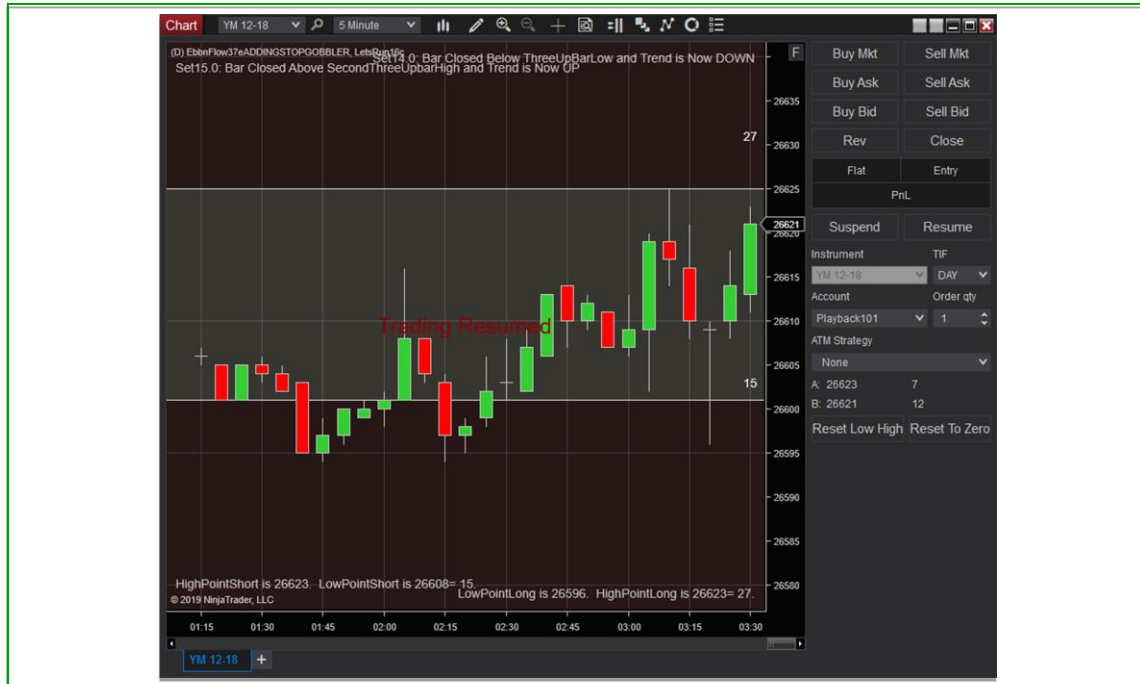 Chart YM 12-18 5 Minute
(D) EbbnFlow37eADDINGSTOPGOBBLER, LetsRun16c
Set14.0: Bar Closed Below ThreeUpBarLow and Trend is Now DOWN
Set15.0: Bar Closed Above SecondThreeUpbarHigh and Trend is Now UP
F
27
Trading Resumed
15
26635
26630
26625
26621
26620
26615
26610
26605
26600
26595
26590
26585
26580
HighPointShort is 26623. LowPointShort is 26608= 15.
LowPointLong is 26596. HighPointLong is 26623= 27.
© 2019 NinjaTrader, LLC
01:15 01:30 01:45 02:00 02:15 02:30 02:45 03:00 03:15 03:30
YM 12-18 +
Buy Mkt Sell Mkt
Buy Ask Sell Ask
Buy Bid Sell Bid
Rev Close
Flat Entry
PnL
Suspend Resume
Instrument TIF
YM 12-18 DAY
Account Order qty
Playback101 1
ATM Strategy
None
A: 26623 7
B: 26621 12
Reset Low High Reset To Zero